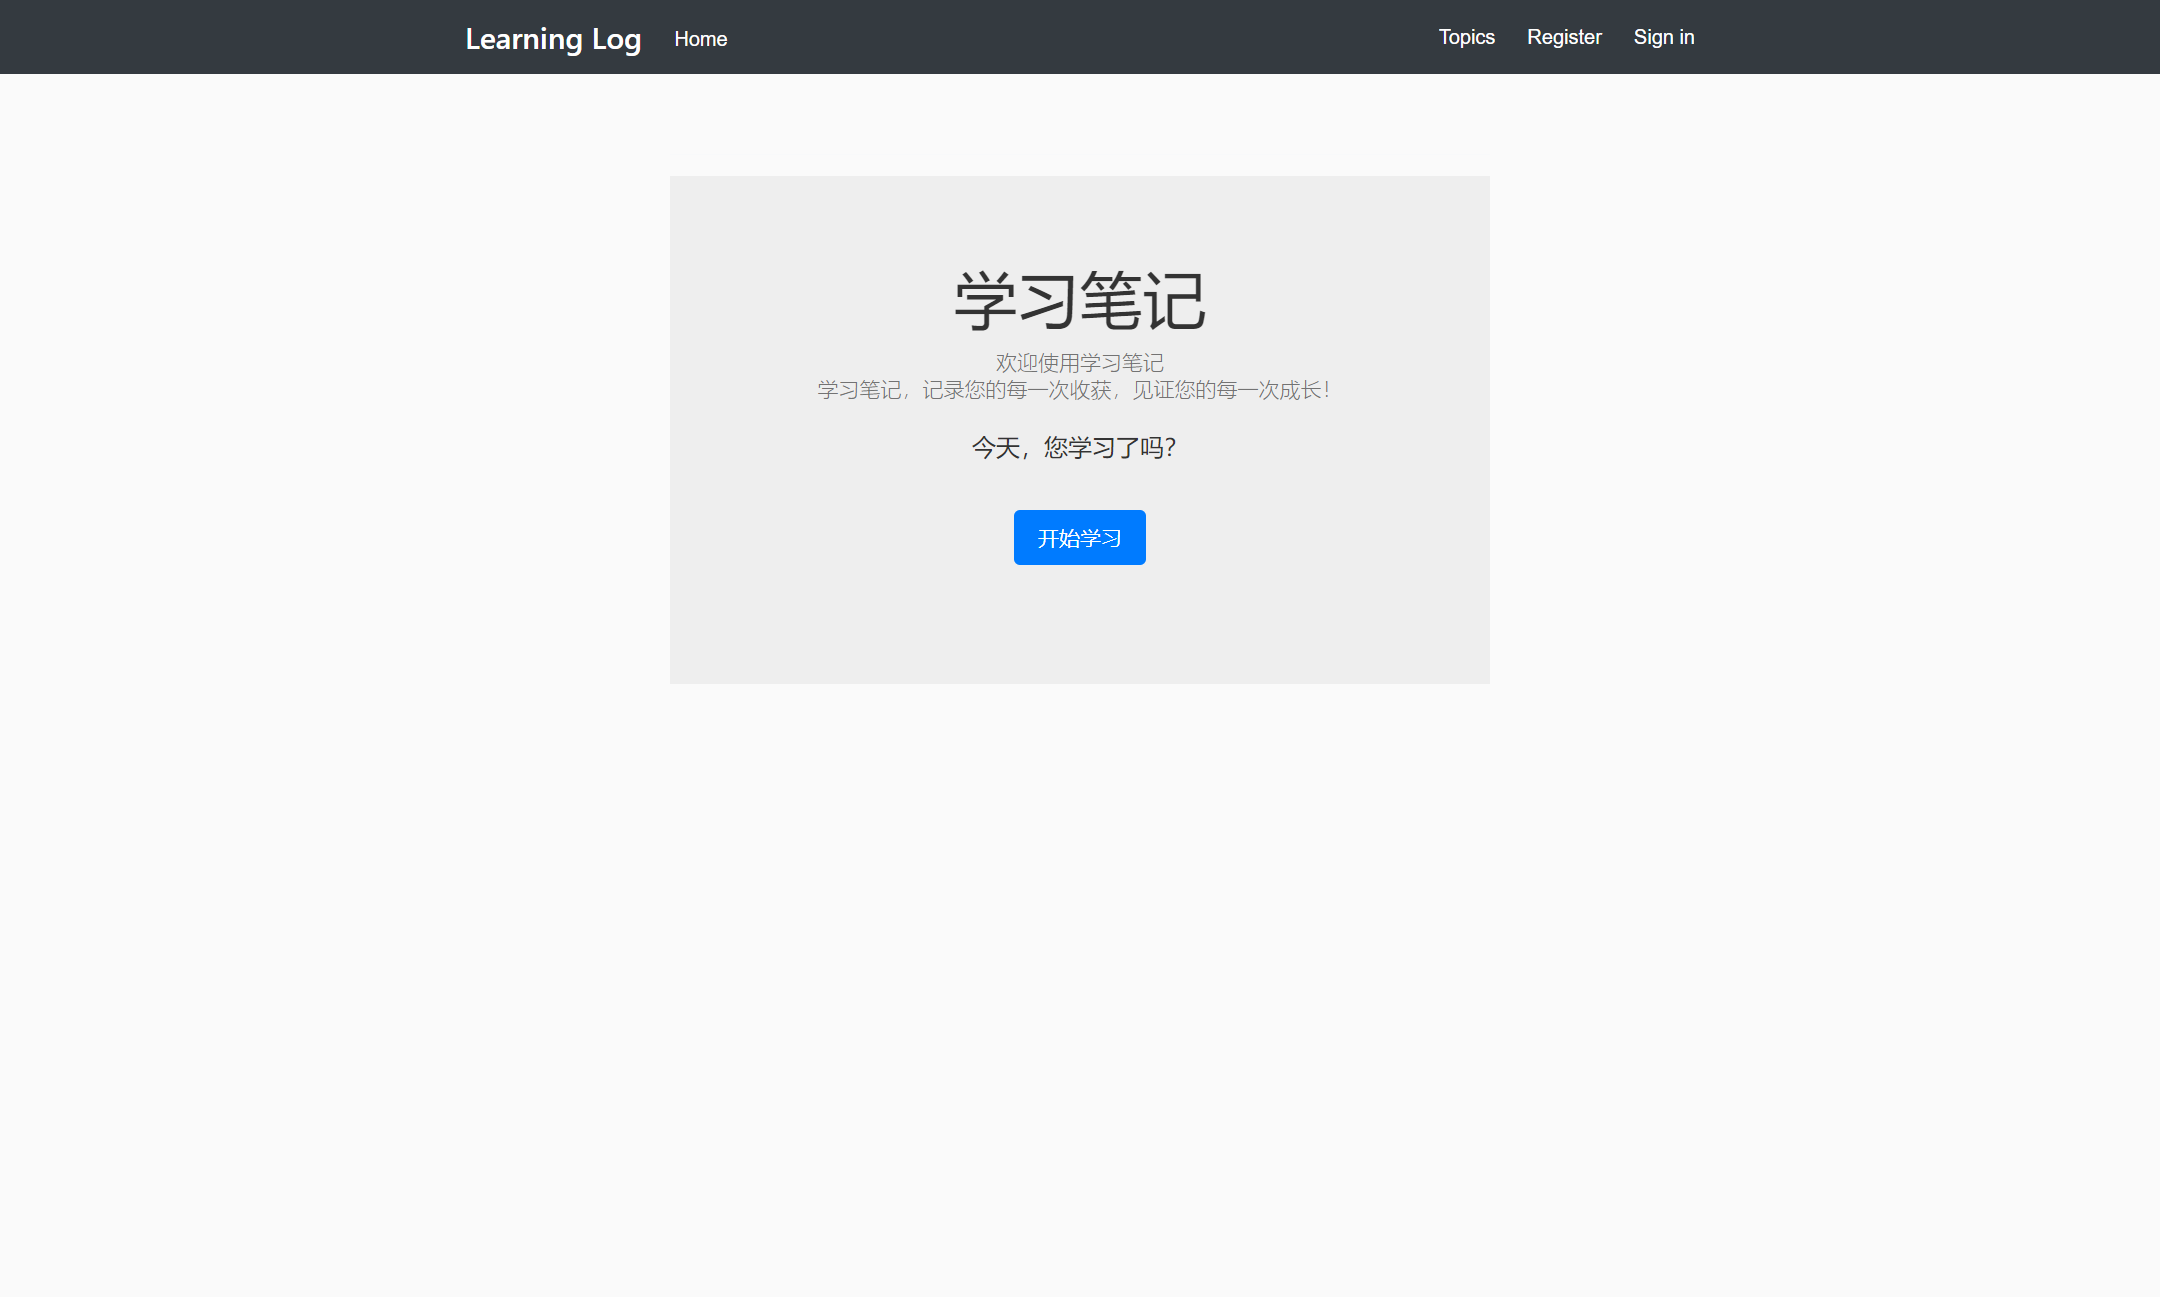 Learning Log Home Topics Register Sign in
学习笔记
欢迎使用学习笔记
学习笔记，记录您的每一次收获，见证您的每一次成长！
今天，您学习了吗？
开始学习